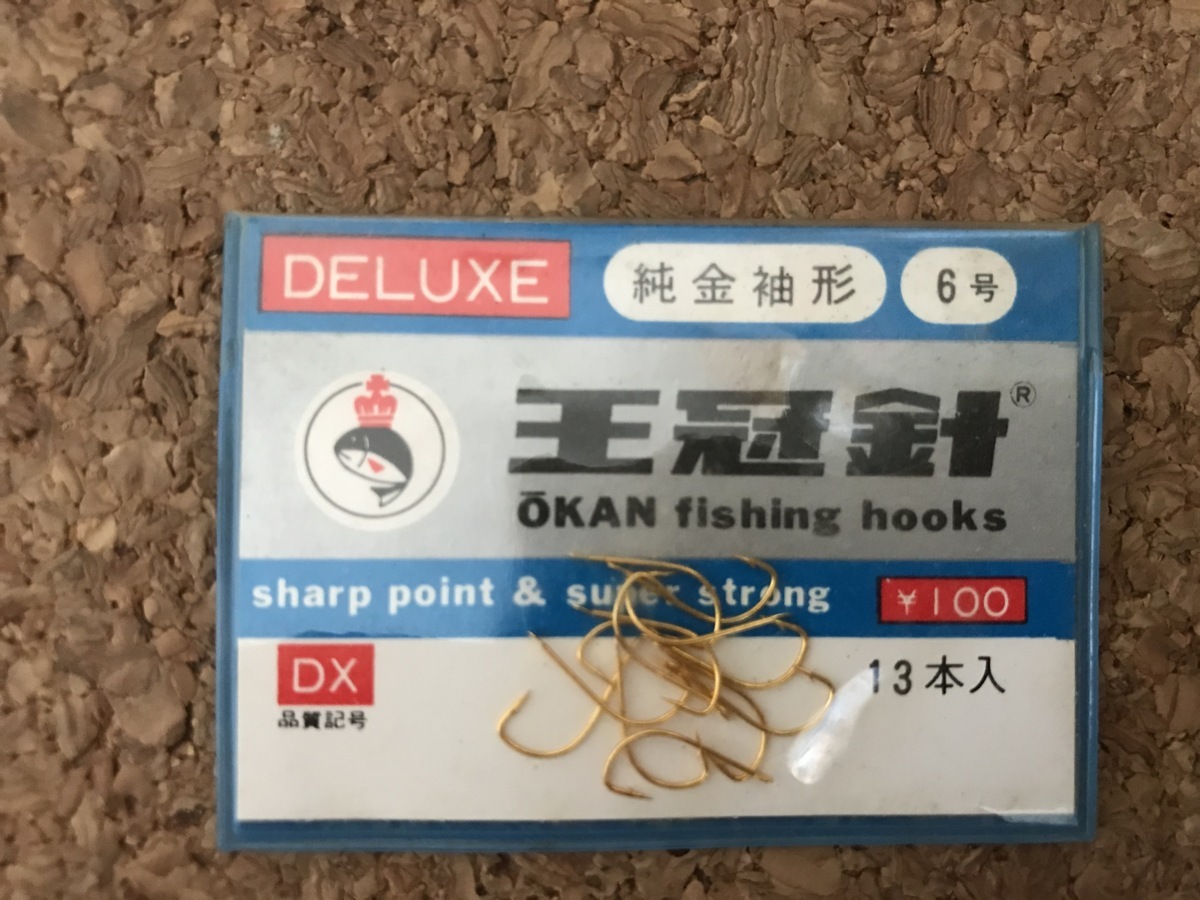 DELUXE 純金袖形 6号
王冠針®
ŌKAN fishing hooks
sharp point & super strong ¥100
DX 13本入
品質記号